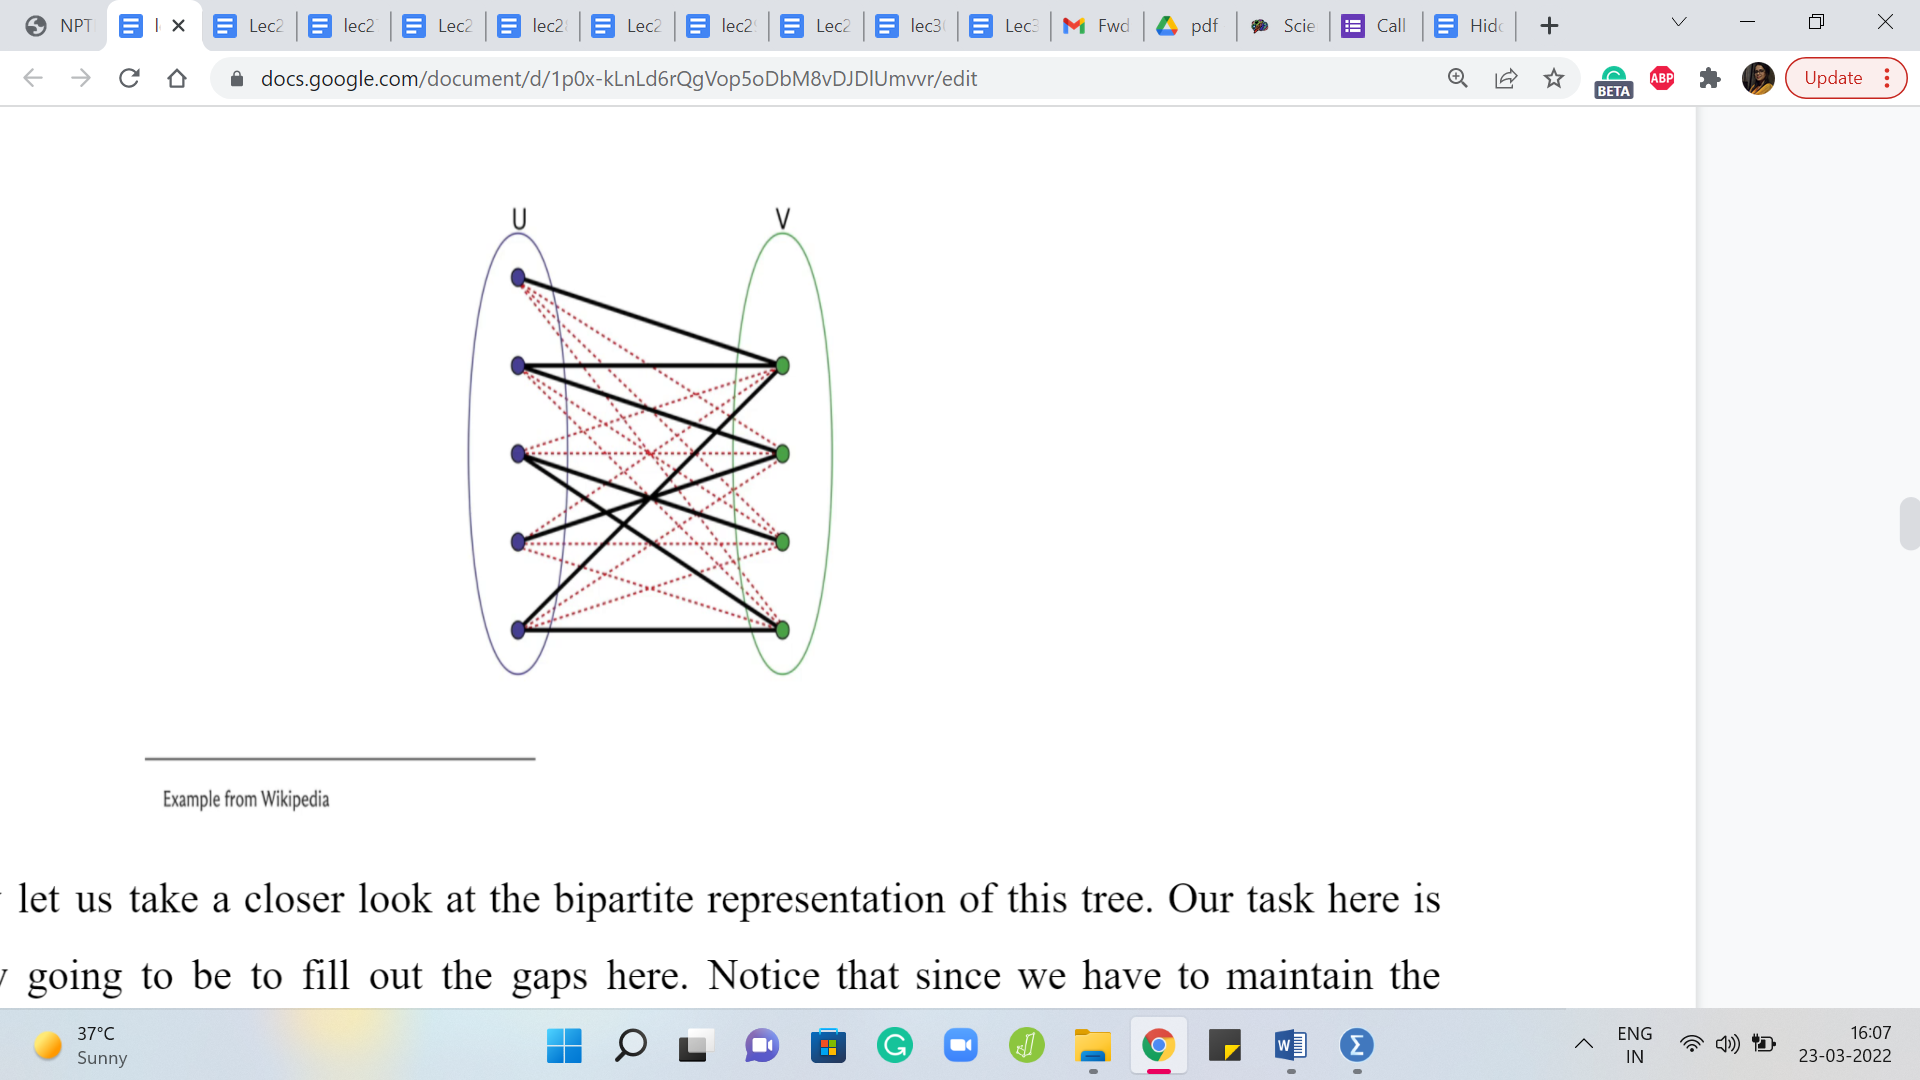 NPT
l
Lec2
lec2
Lec2
lec2
Lec2
lec2
Lec2
lec3
Lec3
Fwd
pdf
Scie
Call
Hidd
docs.google.com/document/d/1p0x-kLnLd6rQgVop5oDbM8vDJDlUmvvr/edit
BETA
ABP
Update
U
V
Example from Wikipedia
let us take a closer look at the bipartite representation of this tree. Our task here is
going to be to fill out the gaps here. Notice that since we have to maintain the
37°C
Sunny
ENG
IN
16:07
23-03-2022